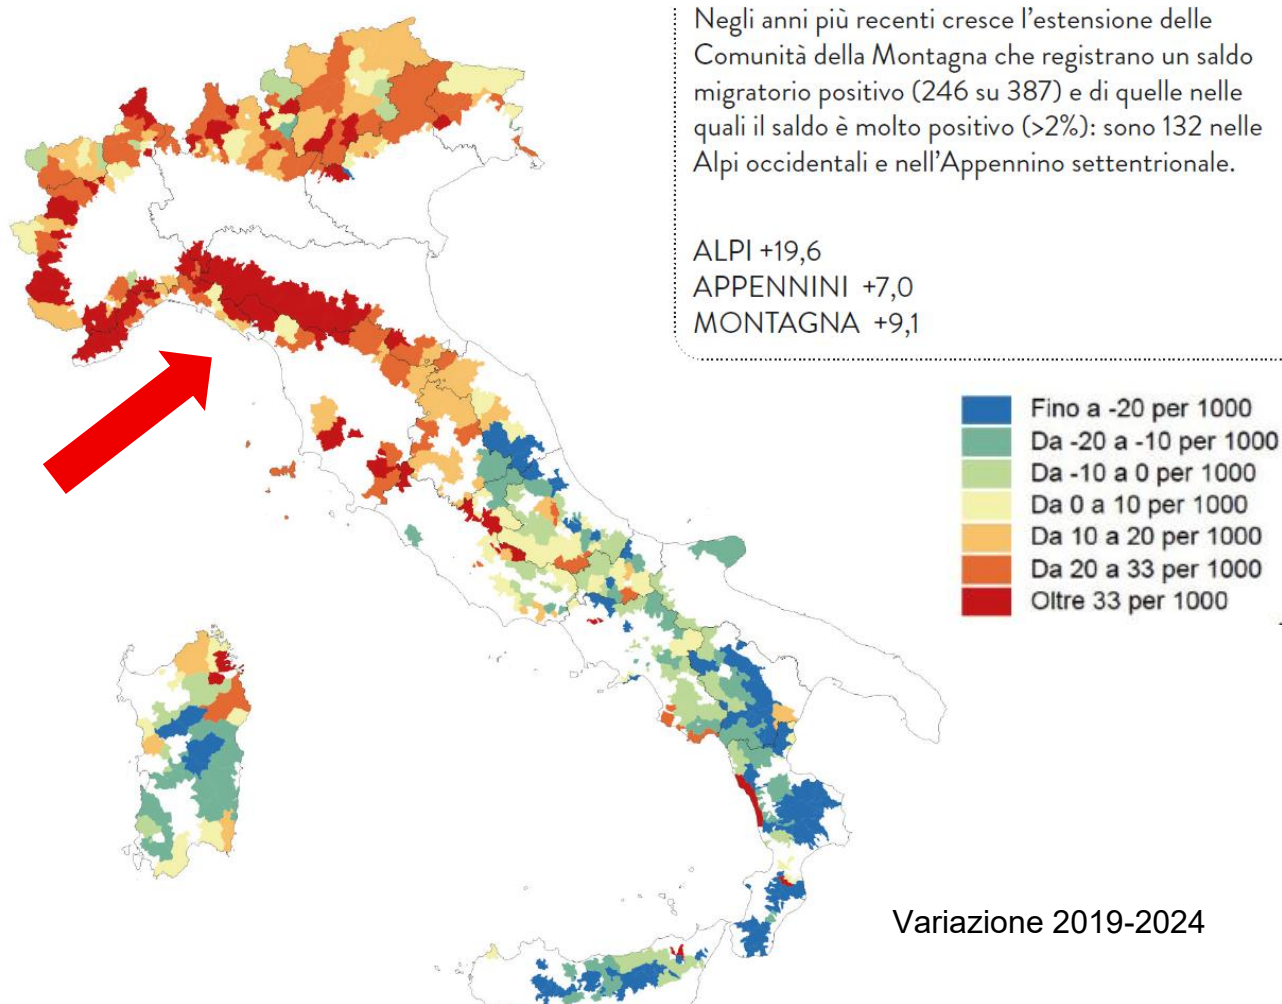 Negli anni più recenti cresce l'estensione delle
Comunità della Montagna che registrano un saldo
migratorio positivo (246 su 387) e di quelle nelle
quali il saldo è molto positivo (>2%): sono 132 nelle
Alpi occidentali e nell'Appennino settentrionale.
ALPI +19,6
APPENNINI +7,0
MONTAGNA +9,1
Fino a -20 per 1000
Da -20 a -10 per 1000
Da -10 a 0 per 1000
Da 0 a 10 per 1000
Da 10 a 20 per 1000
Da 20 a 33 per 1000
Oltre 33 per 1000
Variazione 2019-2024